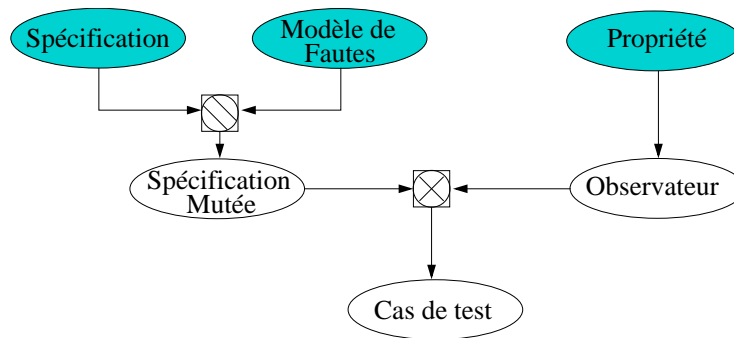 Spécification
Modèle de
Fautes
Propriété
Spécification
Mutée
Observateur
Cas de test